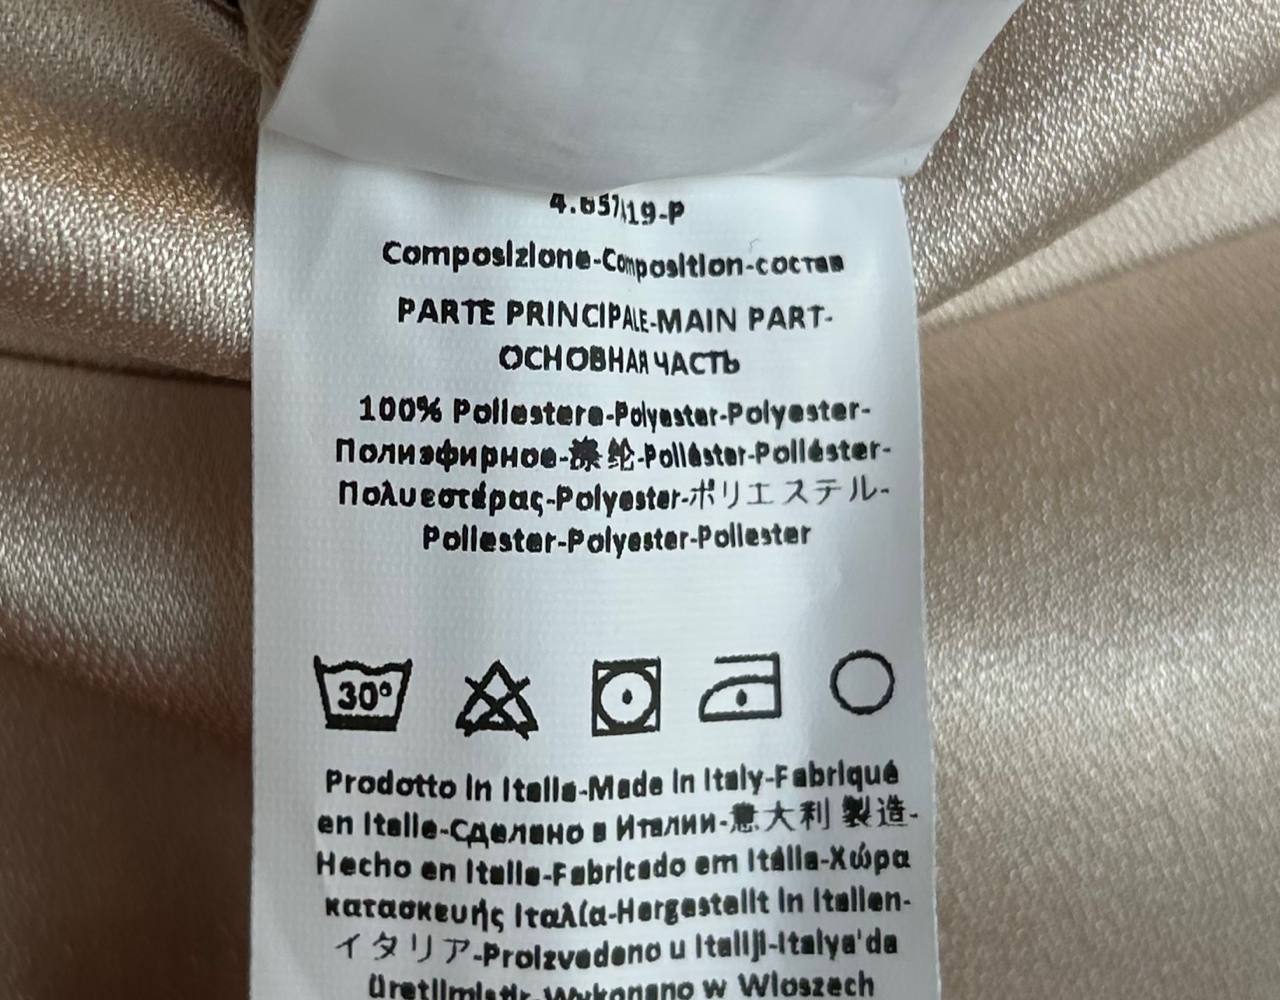 Composizione-Composition-состав
PARTE PRINCIPALE-MAIN PART-
ОСНОВНАЯ ЧАСТЬ
100% Poliestere-Polyester-Polyester-
Полиэфирное-涤纶-Poliéster-Poliéster-
Πολυεστέρας-Polyester-ポリエステル-
Poliester-Polyester-Poliester
30°
Prodotto in Italia-Made in Italy-Fabriqué
en Italie-Сделано в Италии-意大利製造-
Hecho en Italia-Fabricado em Itália-Χώρα
κατασκευής Ιταλία-Hergestellt in Italien-
イタリア-Proizvedeno u Italiji-Italya'da
üretilmiştir-Wykonano w Wloszech